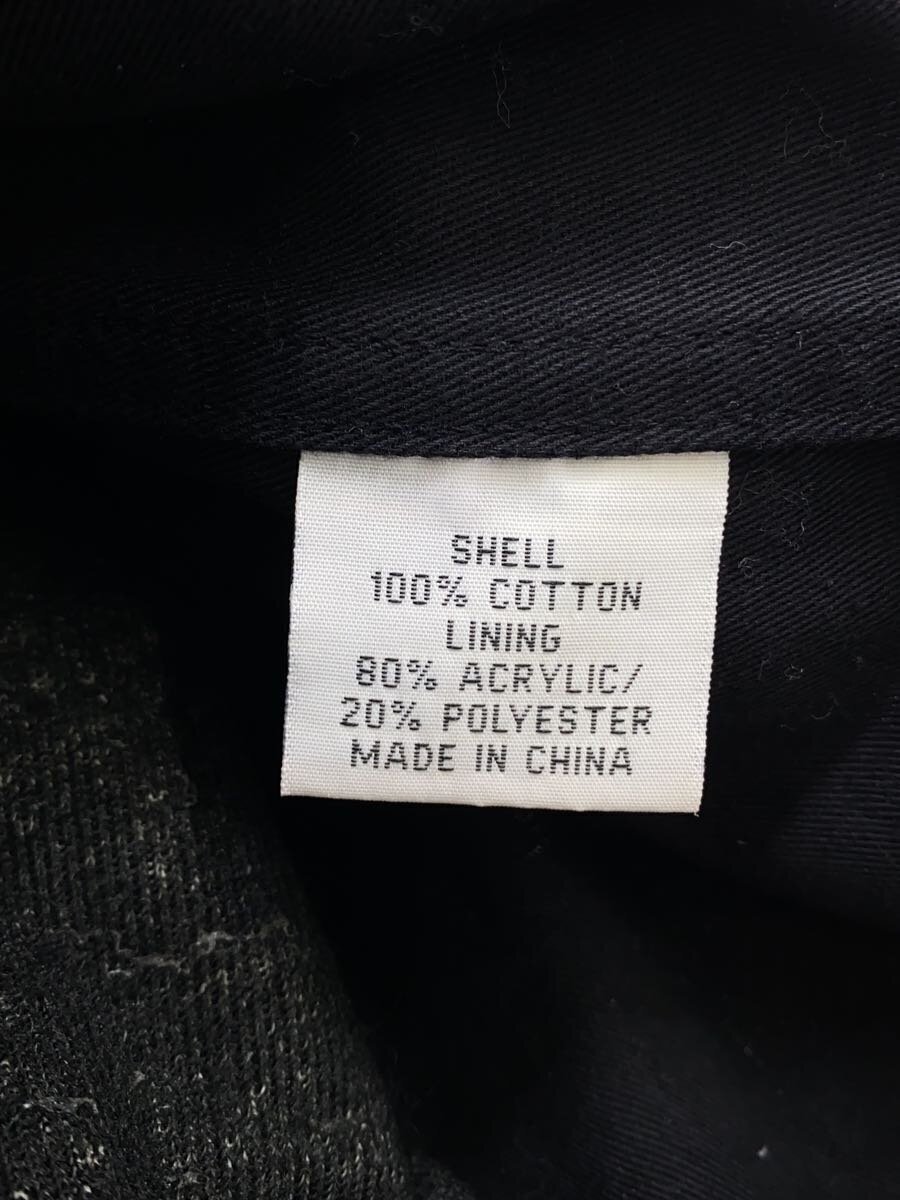 SHELL
100% COTTON
LINING
80% ACRYLIC/
20% POLYESTER
MADE IN CHINA